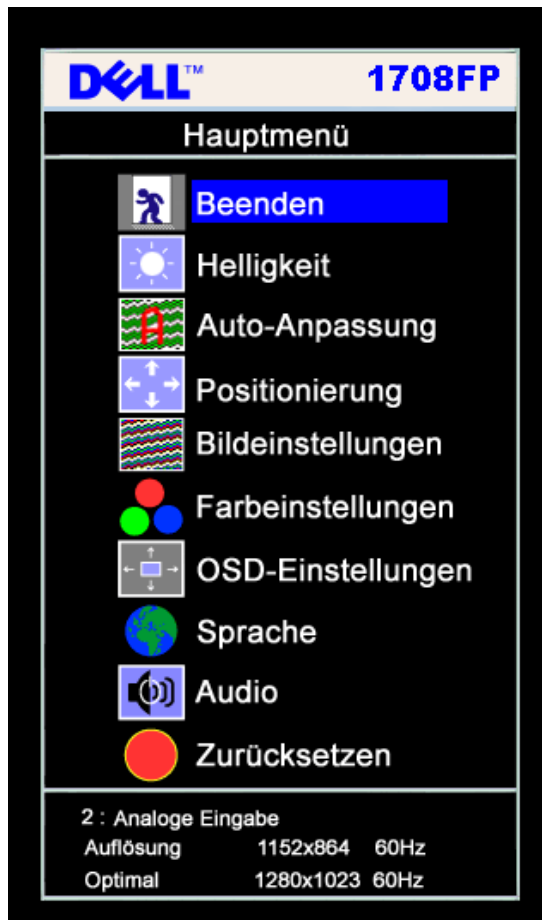 DELL™ 1708FP
Hauptmenü
Beenden
Helligkeit
Auto-Anpassung
Positionierung
Bildeinstellungen
Farbeinstellungen
OSD-Einstellungen
Sprache
Audio
Zurücksetzen
2 : Analoge Eingabe
Auflösung 1152x864 60Hz
Optimal 1280x1023 60Hz